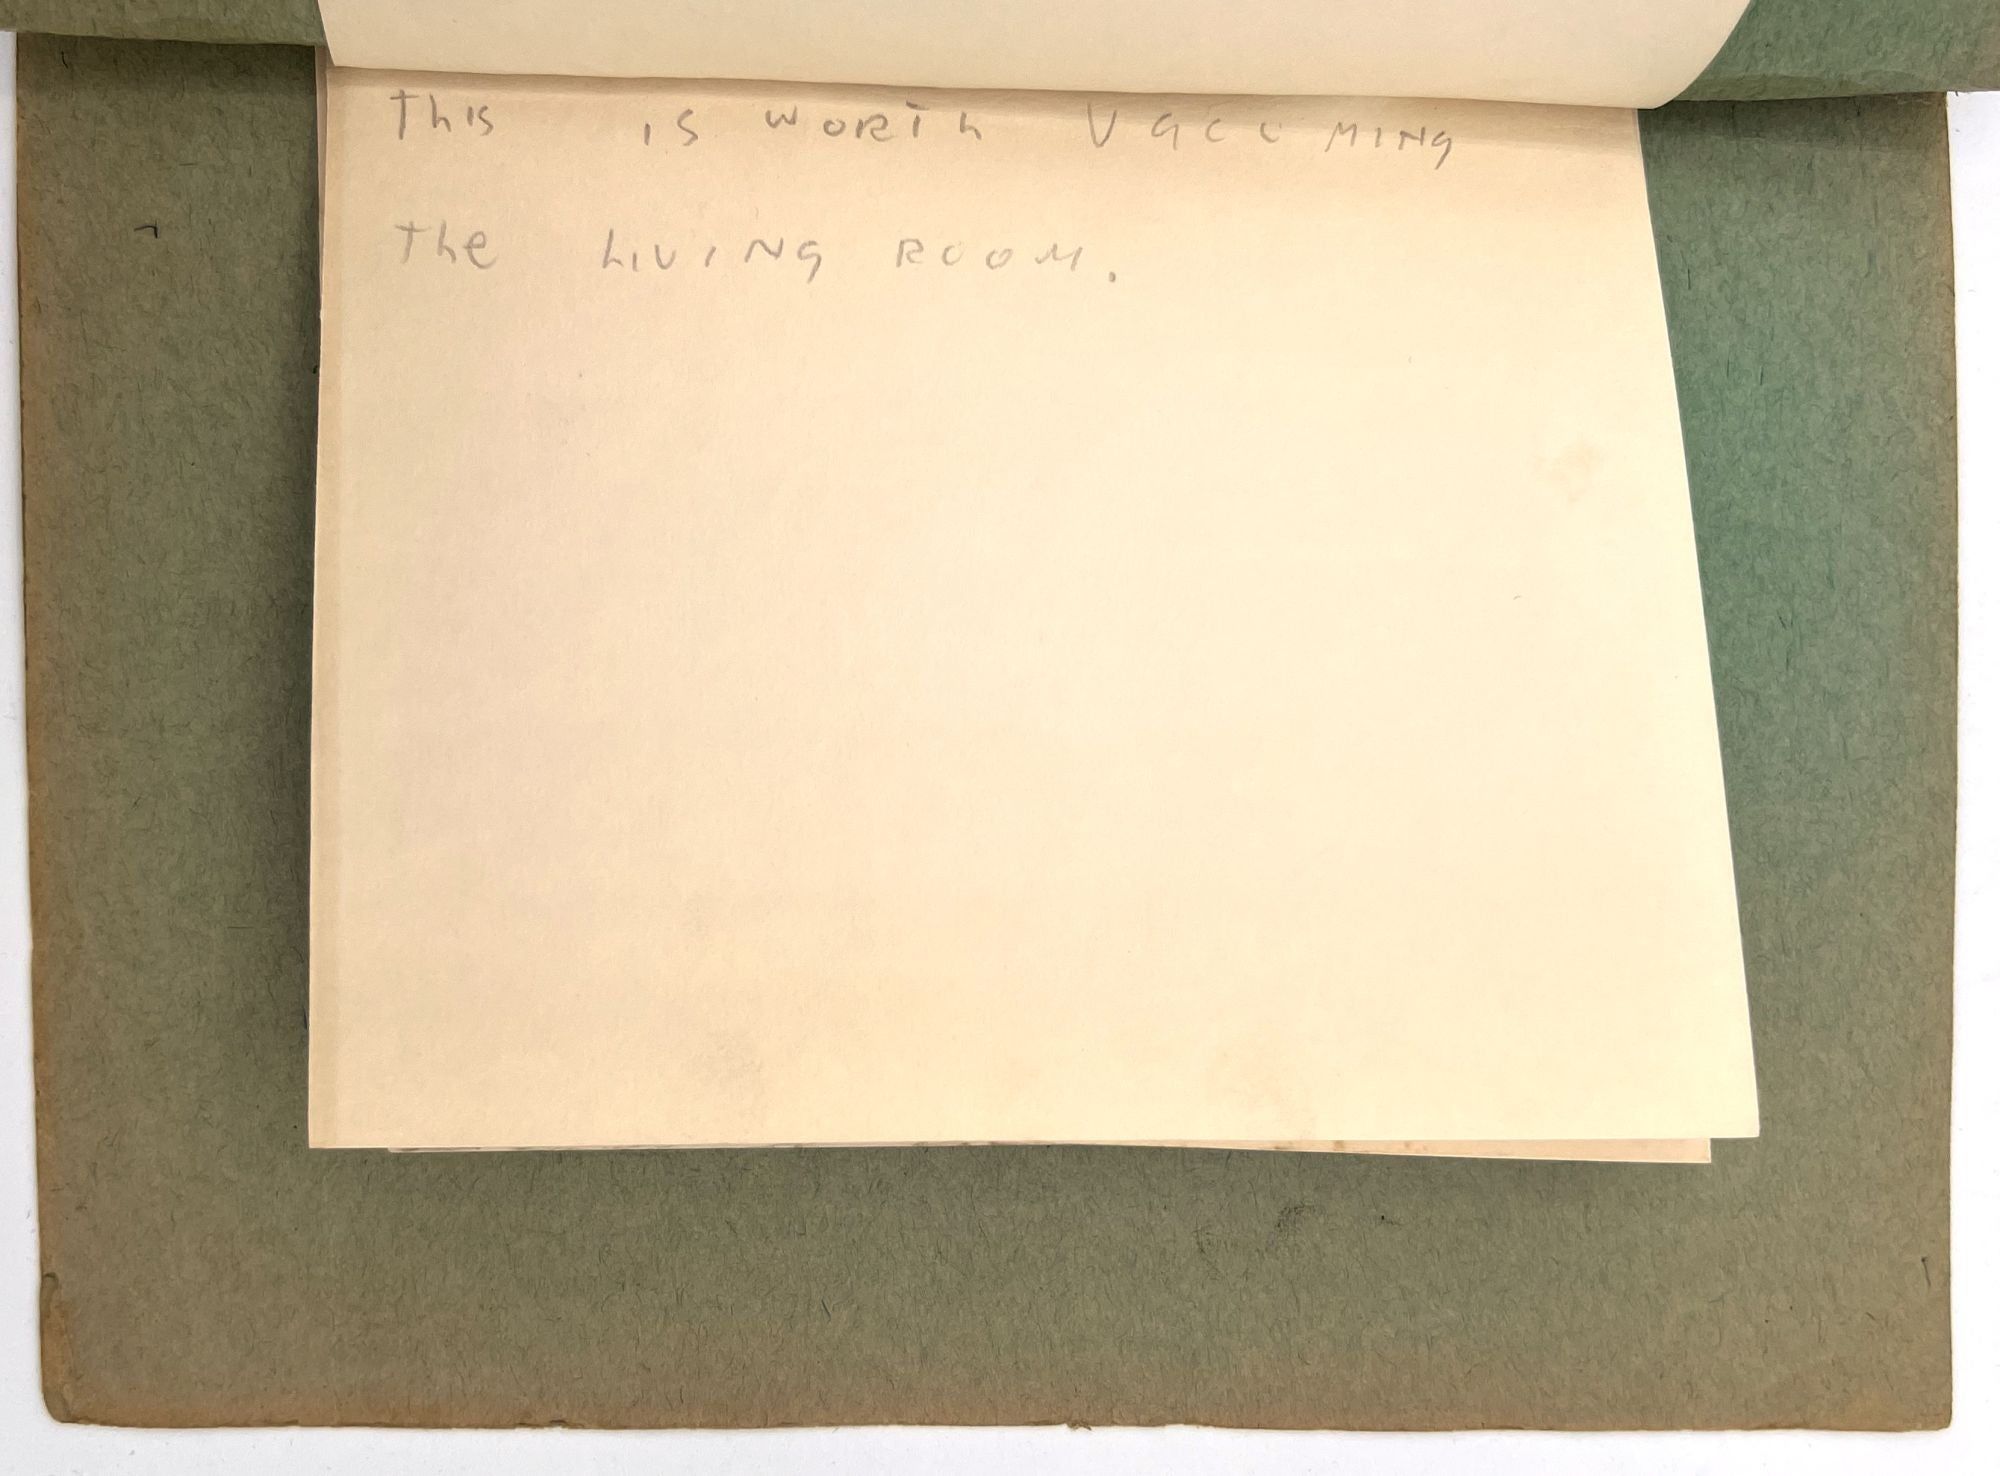 This is WORTh VaccuMING
The LIVING ROOM.